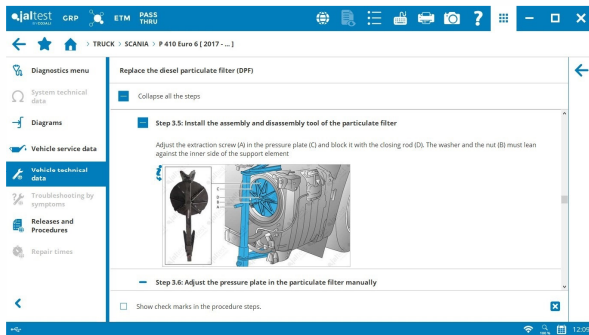 jaltest GRP ETM PASS THRU
BY COJALI
> TRUCK > SCANIA > P 410 Euro 6 [ 2017 - ... ]
Diagnostics menu
System technical data
Diagrams
Vehicle service data
Vehicle technical data
Troubleshooting by symptoms
Releases and Procedures
Repair times
Replace the diesel particulate filter (DPF)
Collapse all the steps
Step 3.5: Install the assembly and disassembly tool of the particulate filter
Adjust the extraction screw (A) in the pressure plate (C) and block it with the closing rod (D). The washer and the nut (B) must lean
against the inner side of the support element
Step 3.6: Adjust the pressure plate in the particulate filter manually
Show check marks in the procedure steps.
100 %
12:09